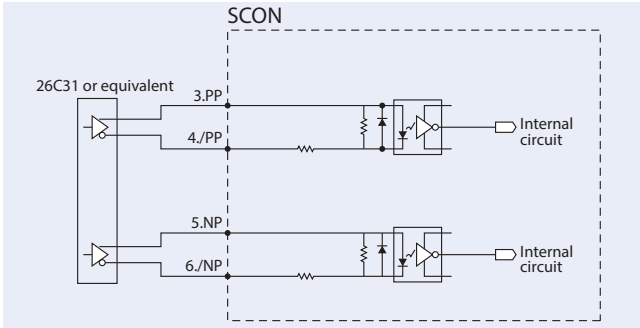 SCON
26C31 or equivalent
3.PP
4./PP
Internal
circuit
5.NP
6./NP
Internal
circuit